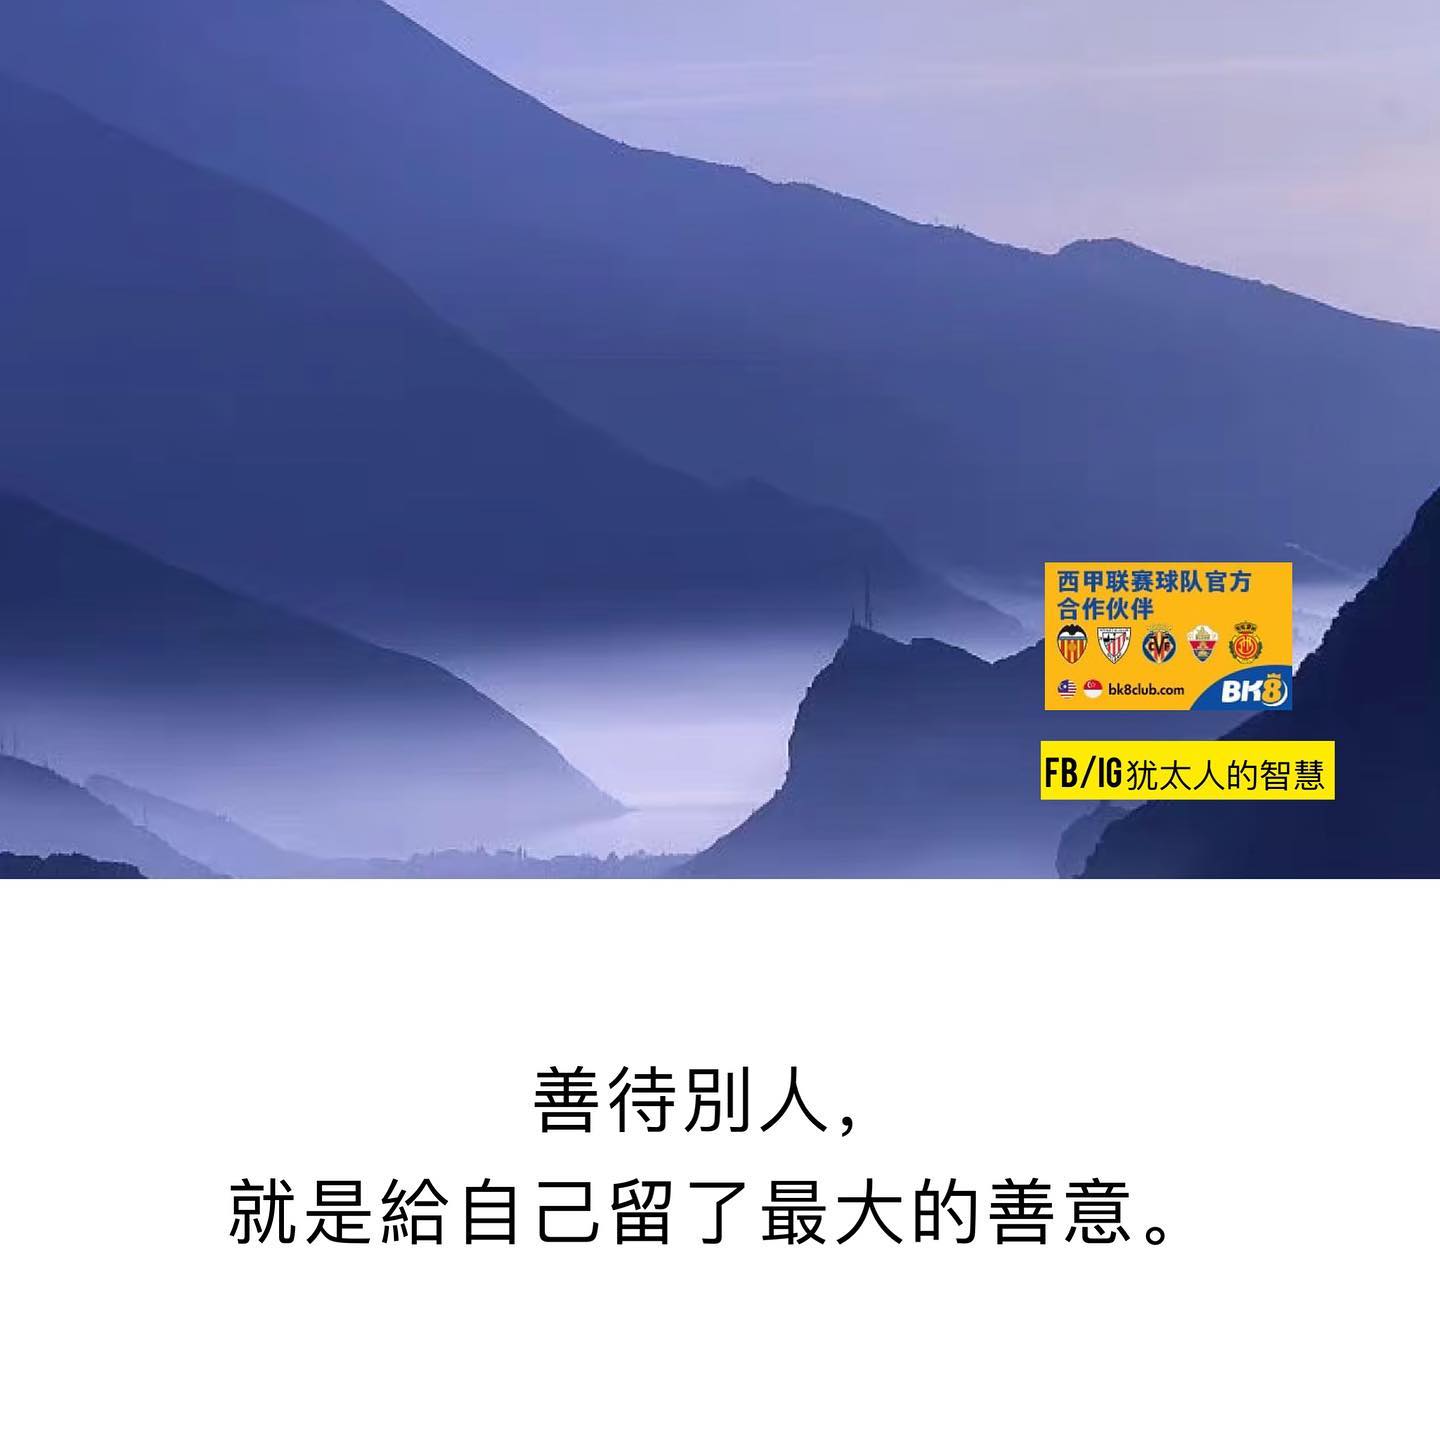 西甲联赛球队官方
合作伙伴
bk8club.com
BK8
FB/IG犹太人的智慧
善待別人,
就是給自己留了最大的善意。